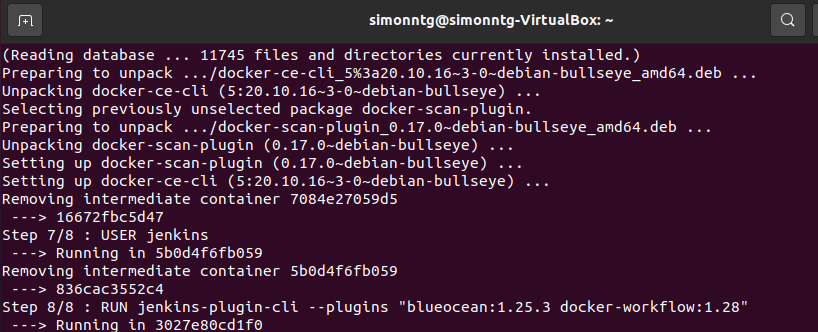 simonntg@simonntg-VirtualBox: ~
(Reading database ... 11745 files and directories currently installed.)
Preparing to unpack .../docker-ce-cli_5%3a20.10.16~3-0~debian-bullseye_amd64.deb ...
Unpacking docker-ce-cli (5:20.10.16~3-0~debian-bullseye) ...
Selecting previously unselected package docker-scan-plugin.
Preparing to unpack .../docker-scan-plugin_0.17.0~debian-bullseye_amd64.deb ...
Unpacking docker-scan-plugin (0.17.0~debian-bullseye) ...
Setting up docker-scan-plugin (0.17.0~debian-bullseye) ...
Setting up docker-ce-cli (5:20.10.16~3-0~debian-bullseye) ...
Removing intermediate container 7084e27059d5
 ---> 16672fbc5d47
Step 7/8 : USER jenkins
 ---> Running in 5b0d4f6fb059
Removing intermediate container 5b0d4f6fb059
 ---> 836cac3552c4
Step 8/8 : RUN jenkins-plugin-cli --plugins "blueocean:1.25.3 docker-workflow:1.28"
 ---> Running in 3027e80cd1f0